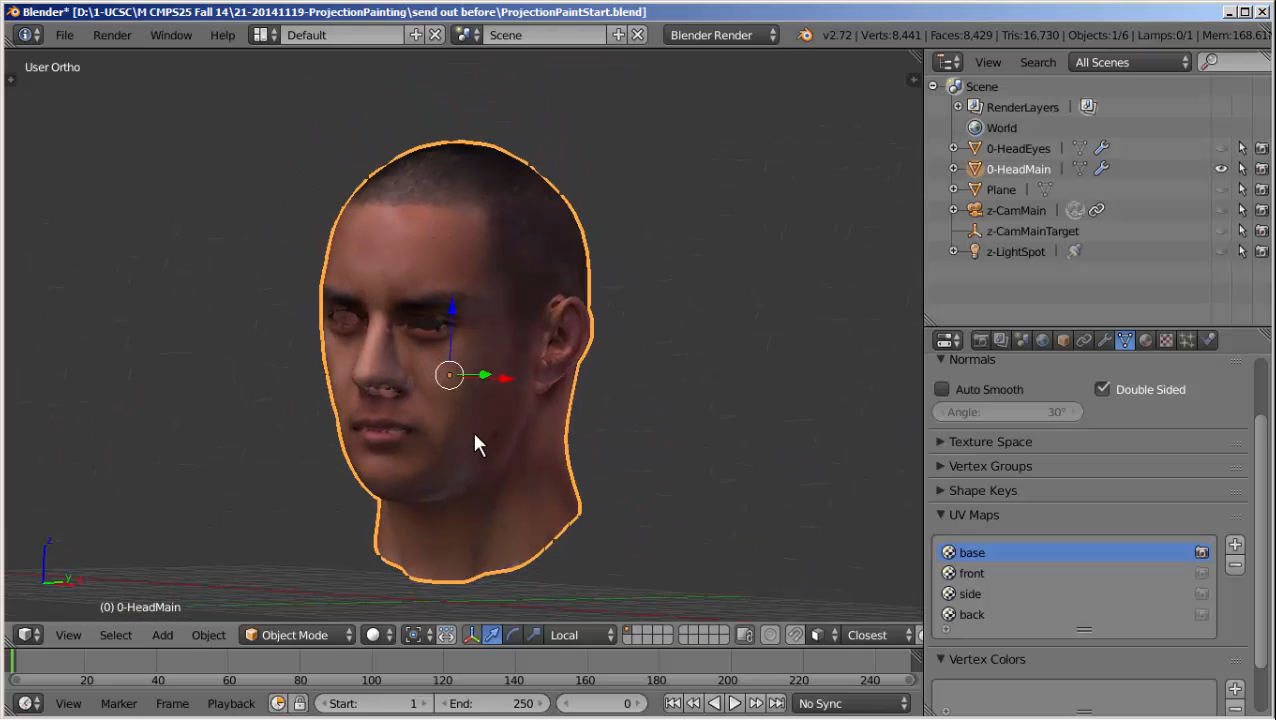 Blender* [D:\1-UCSC\M CMPS25 Fall 14\21-20141119-ProjectionPainting\send out before\ProjectionPaintStart.blend]
File Render Window Help Default Scene Blender Render v2.72 | Verts:8,441 | Faces:8,429 | Tris:16,730 | Objects:1/6 | Lamps:0/1 | Mem:168.61
User Ortho
View Search All Scenes
Scene
RenderLayers
World
0-HeadEyes
0-HeadMain
Plane
z-CamMain
z-CamMainTarget
z-LightSpot
Normals
Auto Smooth Double Sided
Angle: 30°
Texture Space
Vertex Groups
Shape Keys
UV Maps
base
front
side
back
Vertex Colors
z
y
(0) 0-HeadMain
View Select Add Object Object Mode Local Closest
20 40 60 80 100 120 140 160 180 200 220 240
View Marker Frame Playback Start: 1 End: 250 0 No Sync